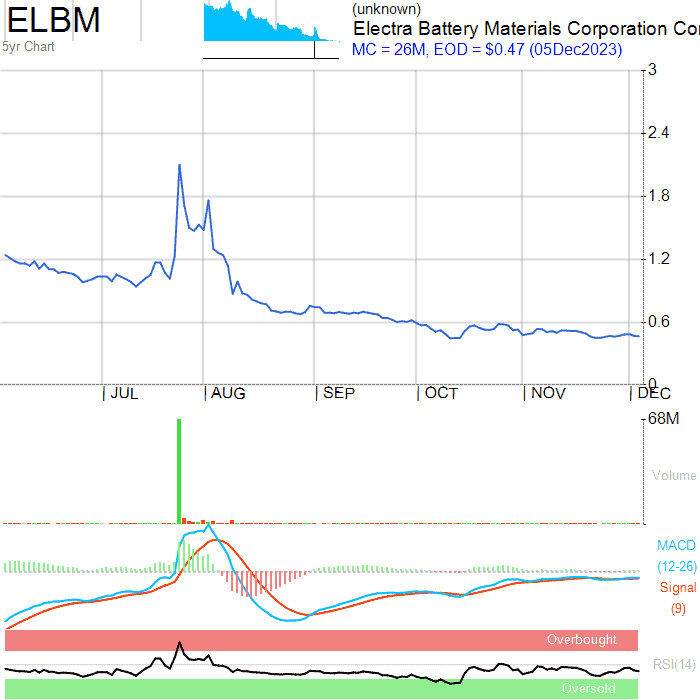 ELBM
5yr Chart
(unknown)
Electra Battery Materials Corporation Co
MC = 26M, EOD = $0.47 (05Dec2023)
3
2.4
1.8
1.2
0.6
0
JUL AUG SEP OCT NOV DEC
68M
Volume
MACD
(12-26)
Signal
(9)
Overbought
RSI(14)
Oversold